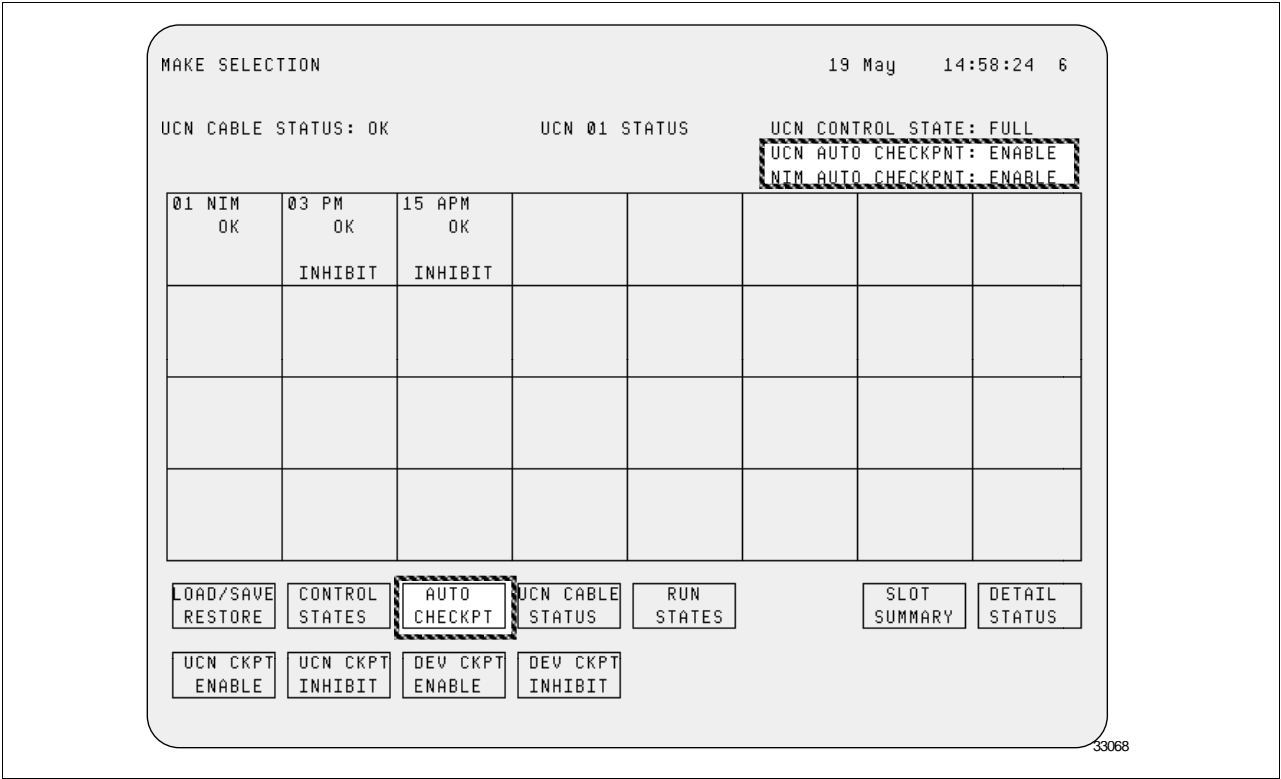 MAKE SELECTION 19 May 14:58:24 6
UCN CABLE STATUS: OK UCN 01 STATUS UCN CONTROL STATE: FULL
UCN AUTO CHECKPNT: ENABLE
NIM AUTO CHECKPNT: ENABLE
01 NIM 03 PM 15 APM
OK OK OK
INHIBIT INHIBIT
LOAD/SAVE CONTROL AUTO UCN CABLE RUN SLOT DETAIL
RESTORE STATES CHECKPT STATUS STATES SUMMARY STATUS
UCN CKPT UCN CKPT DEV CKPT DEV CKPT
ENABLE INHIBIT ENABLE INHIBIT
33068